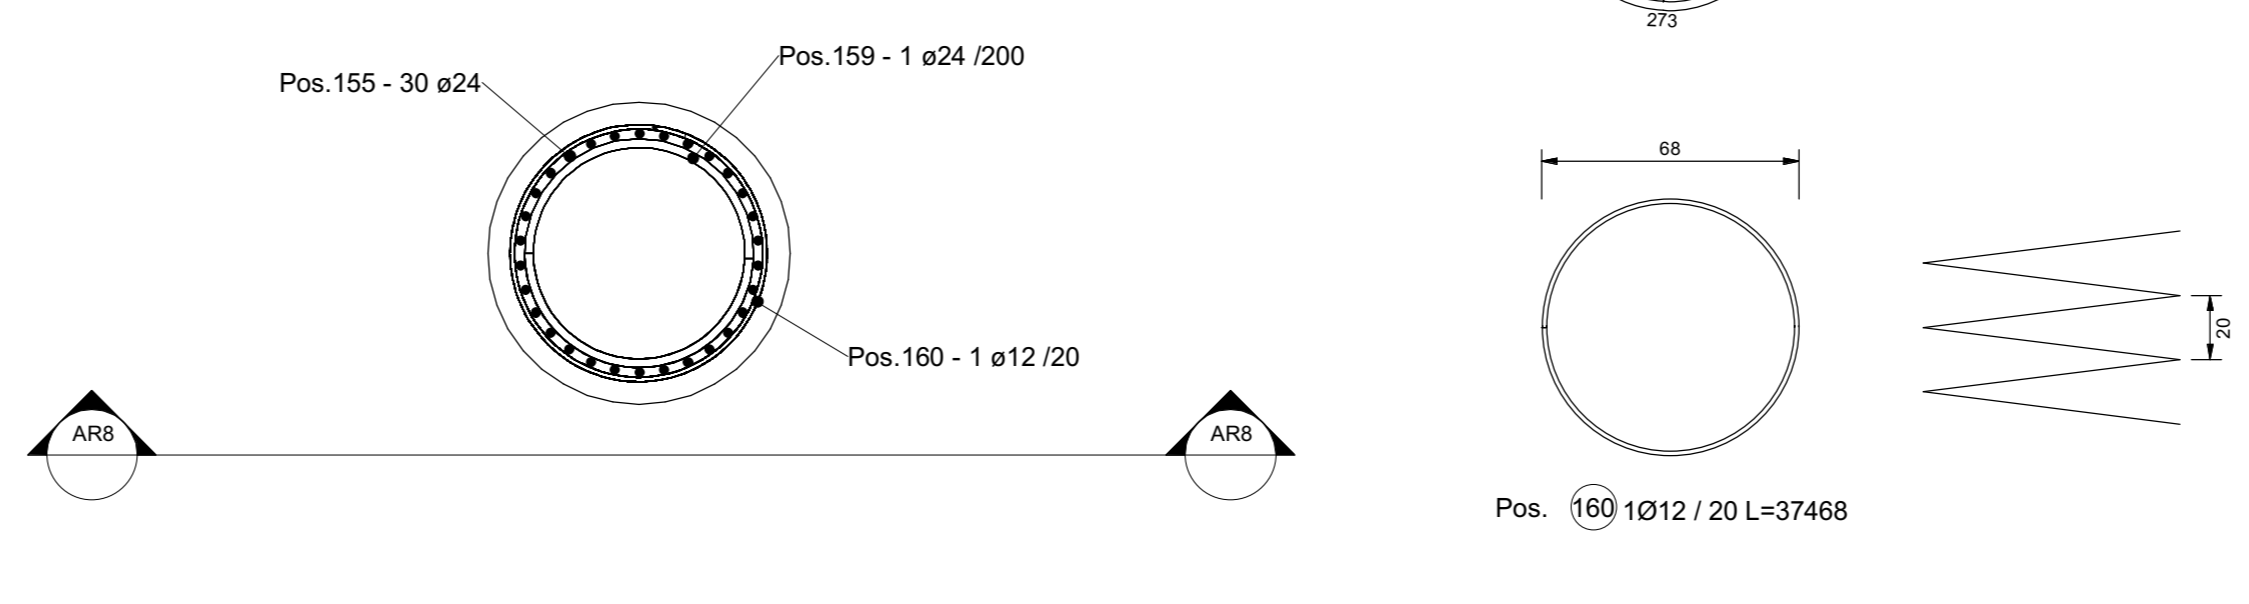 273
Pos.159 - 1 ø24 /200
Pos.155 - 30 ø24
68
20
Pos.160 - 1 ø12 /20
AR8
AR8
Pos. 160 1Ø12 / 20 L=37468